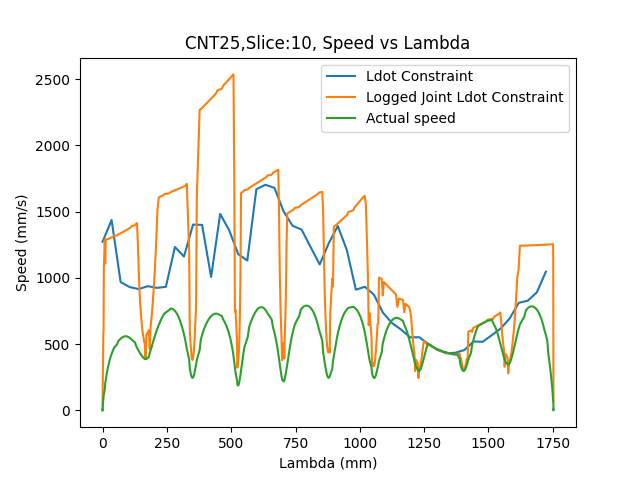 CNT25,Slice:10, Speed vs Lambda
Ldot Constraint
Logged Joint Ldot Constraint
Actual speed
2500
2000
1500
1000
500
0
Speed (mm/s)
0 250 500 750 1000 1250 1500 1750
Lambda (mm)